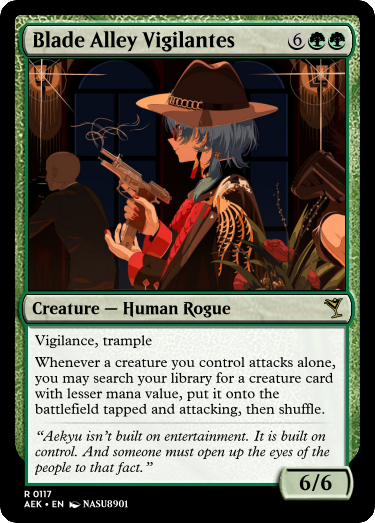 Blade Alley Vigilantes 6
Creature — Human Rogue
Vigilance, trample
Whenever a creature you control attacks alone,
you may search your library for a creature card
with lesser mana value, put it onto the
battlefield tapped and attacking, then shuffle.
“Aekyu isn't built on entertainment. It is built on
control. And someone must open up the eyes of the
people to that fact.”
6/6
R 0117
AEK • EN NASU8901